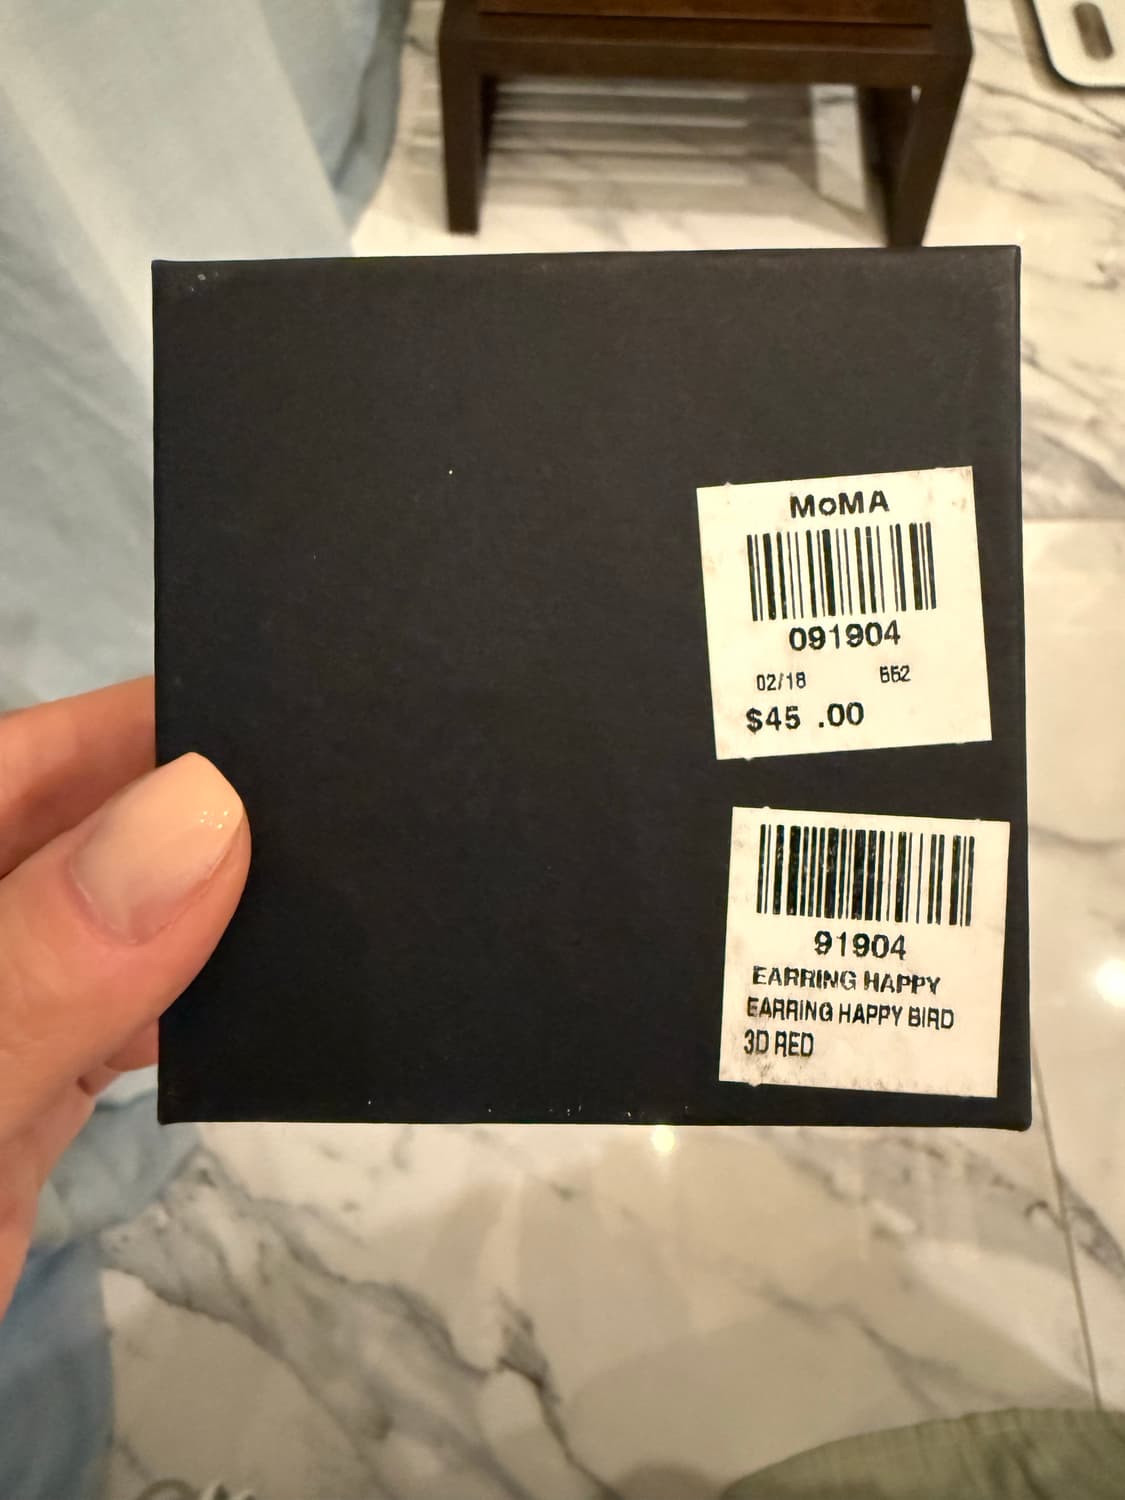 MoMA
091904
02/18 552
$45 .00
91904
EARRING HAPPY
EARRING HAPPY BIRD
3D RED